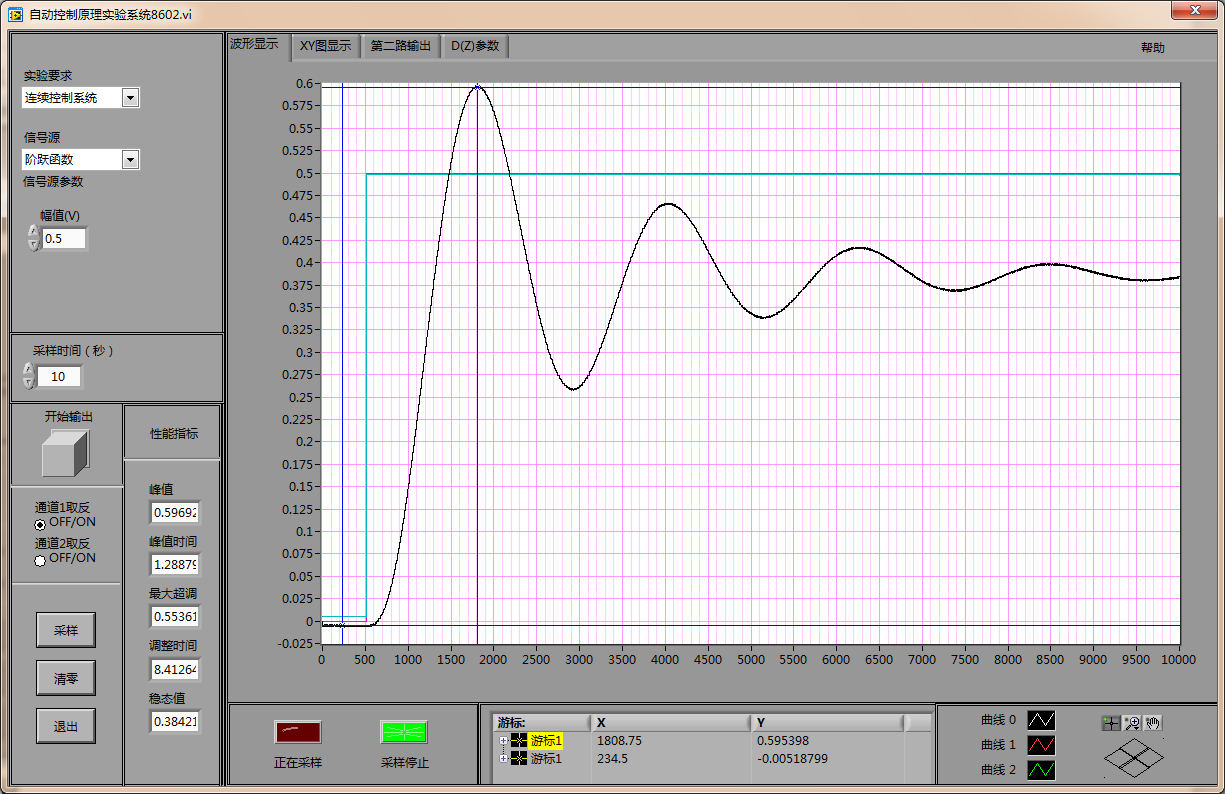 自动控制原理实验系统8602.vi
实验要求
连续控制系统
信号源
阶跃函数
信号源参数
幅值(V)
0.5
采样时间（秒）
10
开始输出
通道1取反
OFF/ON
通道2取反
OFF/ON
采样
清零
退出
性能指标
峰值
0.59692
峰值时间
1.28879
最大超调
0.55361
调整时间
8.41264
稳态值
0.38421
波形显示 XY图显示 第二路输出 D(Z)参数 帮助
0.6
0.575
0.55
0.525
0.5
0.475
0.45
0.425
0.4
0.375
0.35
0.325
0.3
0.275
0.25
0.225
0.2
0.175
0.15
0.125
0.1
0.075
0.05
0.025
0
-0.025
0 500 1000 1500 2000 2500 3000 3500 4000 4500 5000 5500 6000 6500 7000 7500 8000 8500 9000 9500 10000
正在采样
采样停止
游标: X Y
游标1 1808.75 0.595398
游标1 234.5 -0.00518799
曲线 0
曲线 1
曲线 2